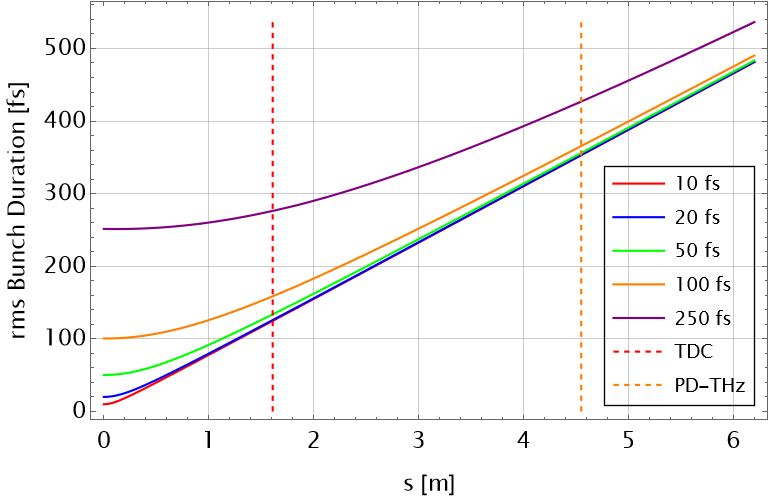 rms Bunch Duration [fs]
500
400
300
200
100
0
0 1 2 3 4 5 6
s [m]
10 fs
20 fs
50 fs
100 fs
250 fs
TDC
PD-THz